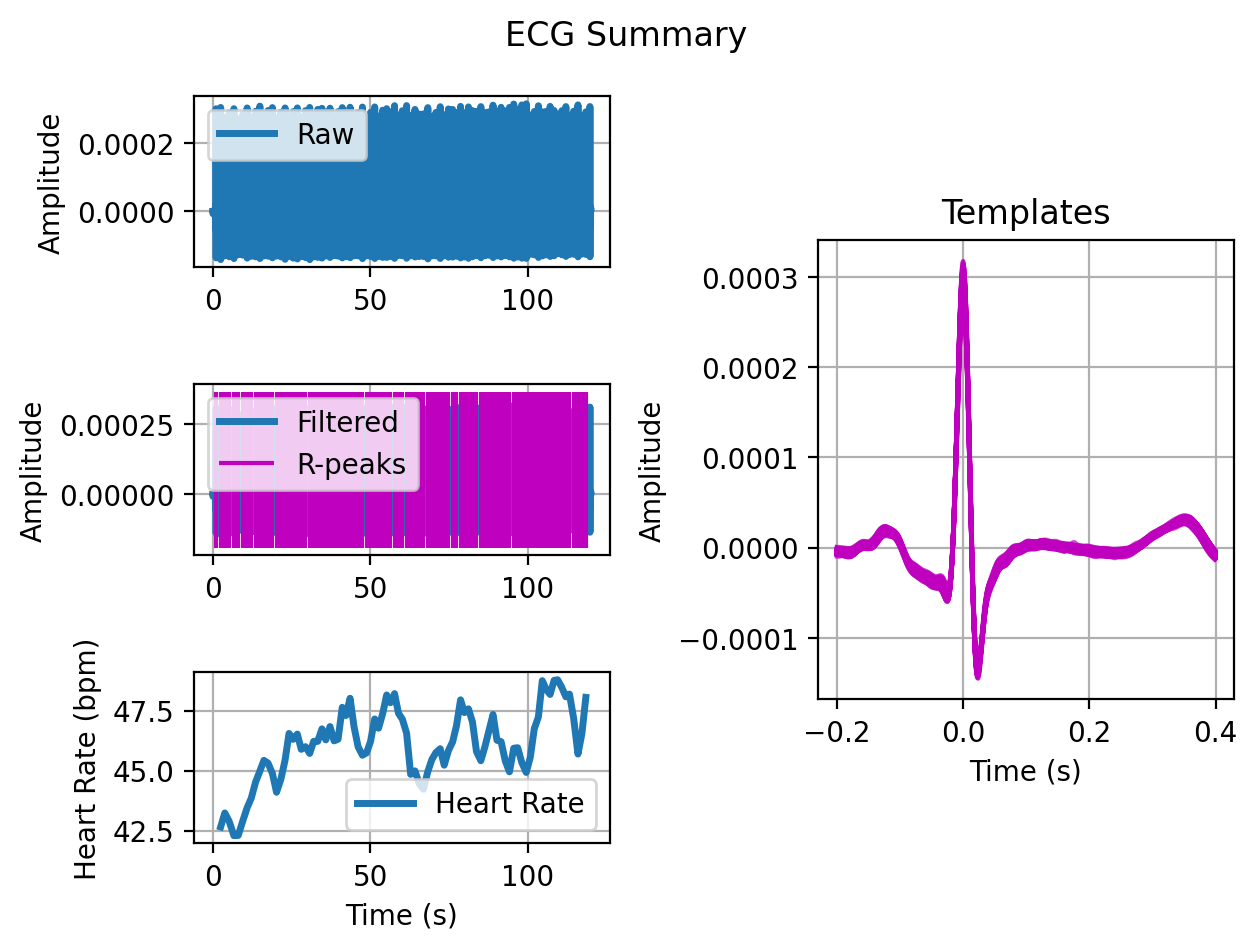 ECG Summary
Amplitude
0.0002
0.0000
Raw
0
50
100
Amplitude
0.00025
0.00000
Filtered
R-peaks
0
50
100
Heart Rate (bpm)
47.5
45.0
42.5
Heart Rate
0
50
100
Time (s)
Templates
Amplitude
0.0003
0.0002
0.0001
0.0000
−0.0001
−0.2
0.0
0.2
0.4
Time (s)